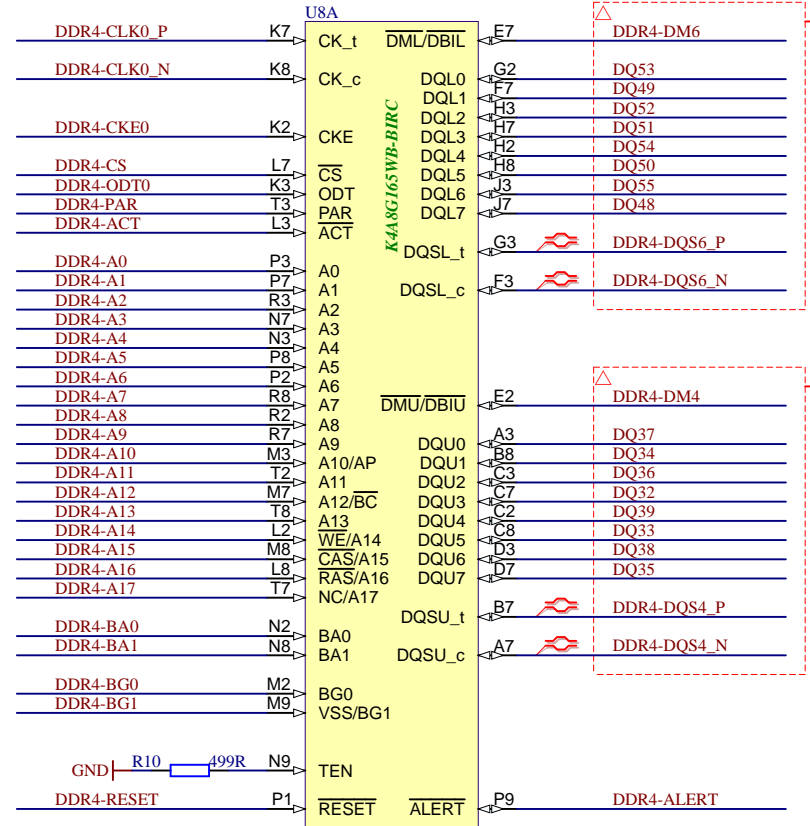 U8A
DDR4-CLK0_P K7 CK_t DML/DBIL E7 DDR4-DM6
DDR4-CLK0_N K8 CK_c DQL0 G2 DQ53
DQL1 F7 DQ49
DQL2 H3 DQ52
DDR4-CKE0 K2 CKE DQL3 H7 DQ51
DQL4 H2 DQ54
DDR4-CS L7 CS DQL5 H8 DQ50
DDR4-ODT0 K3 ODT DQL6 J3 DQ55
DDR4-PAR T3 PAR DQL7 J7 DQ48
DDR4-ACT L3 ACT
K4A8G165WB-BIRC
DQSL_t G3 DDR4-DQS6_P
DDR4-A0 P3 A0
DDR4-A1 P7 A1 DQSL_c F3 DDR4-DQS6_N
DDR4-A2 R3 A2
DDR4-A3 N7 A3
DDR4-A4 N3 A4
DDR4-A5 P8 A5
DDR4-A6 P2 A6
DDR4-A7 R8 A7 DMU/DBIU E2 DDR4-DM4
DDR4-A8 R2 A8
DDR4-A9 R7 A9 DQU0 A3 DQ37
DDR4-A10 M3 A10/AP DQU1 B8 DQ34
DDR4-A11 T2 A11 DQU2 C3 DQ36
DDR4-A12 M7 A12/BC DQU3 C7 DQ32
DDR4-A13 T8 A13 DQU4 C2 DQ39
DDR4-A14 L2 WE/A14 DQU5 C8 DQ33
DDR4-A15 M8 CAS/A15 DQU6 D3 DQ38
DDR4-A16 L8 RAS/A16 DQU7 D7 DQ35
DDR4-A17 T7 NC/A17
DQSU_t B7 DDR4-DQS4_P
DDR4-BA0 N2 BA0
DDR4-BA1 N8 BA1 DQSU_c A7 DDR4-DQS4_N
DDR4-BG0 M2 BG0
DDR4-BG1 M9 VSS/BG1
GND R10 499R N9 TEN
DDR4-RESET P1 RESET ALERT P9 DDR4-ALERT